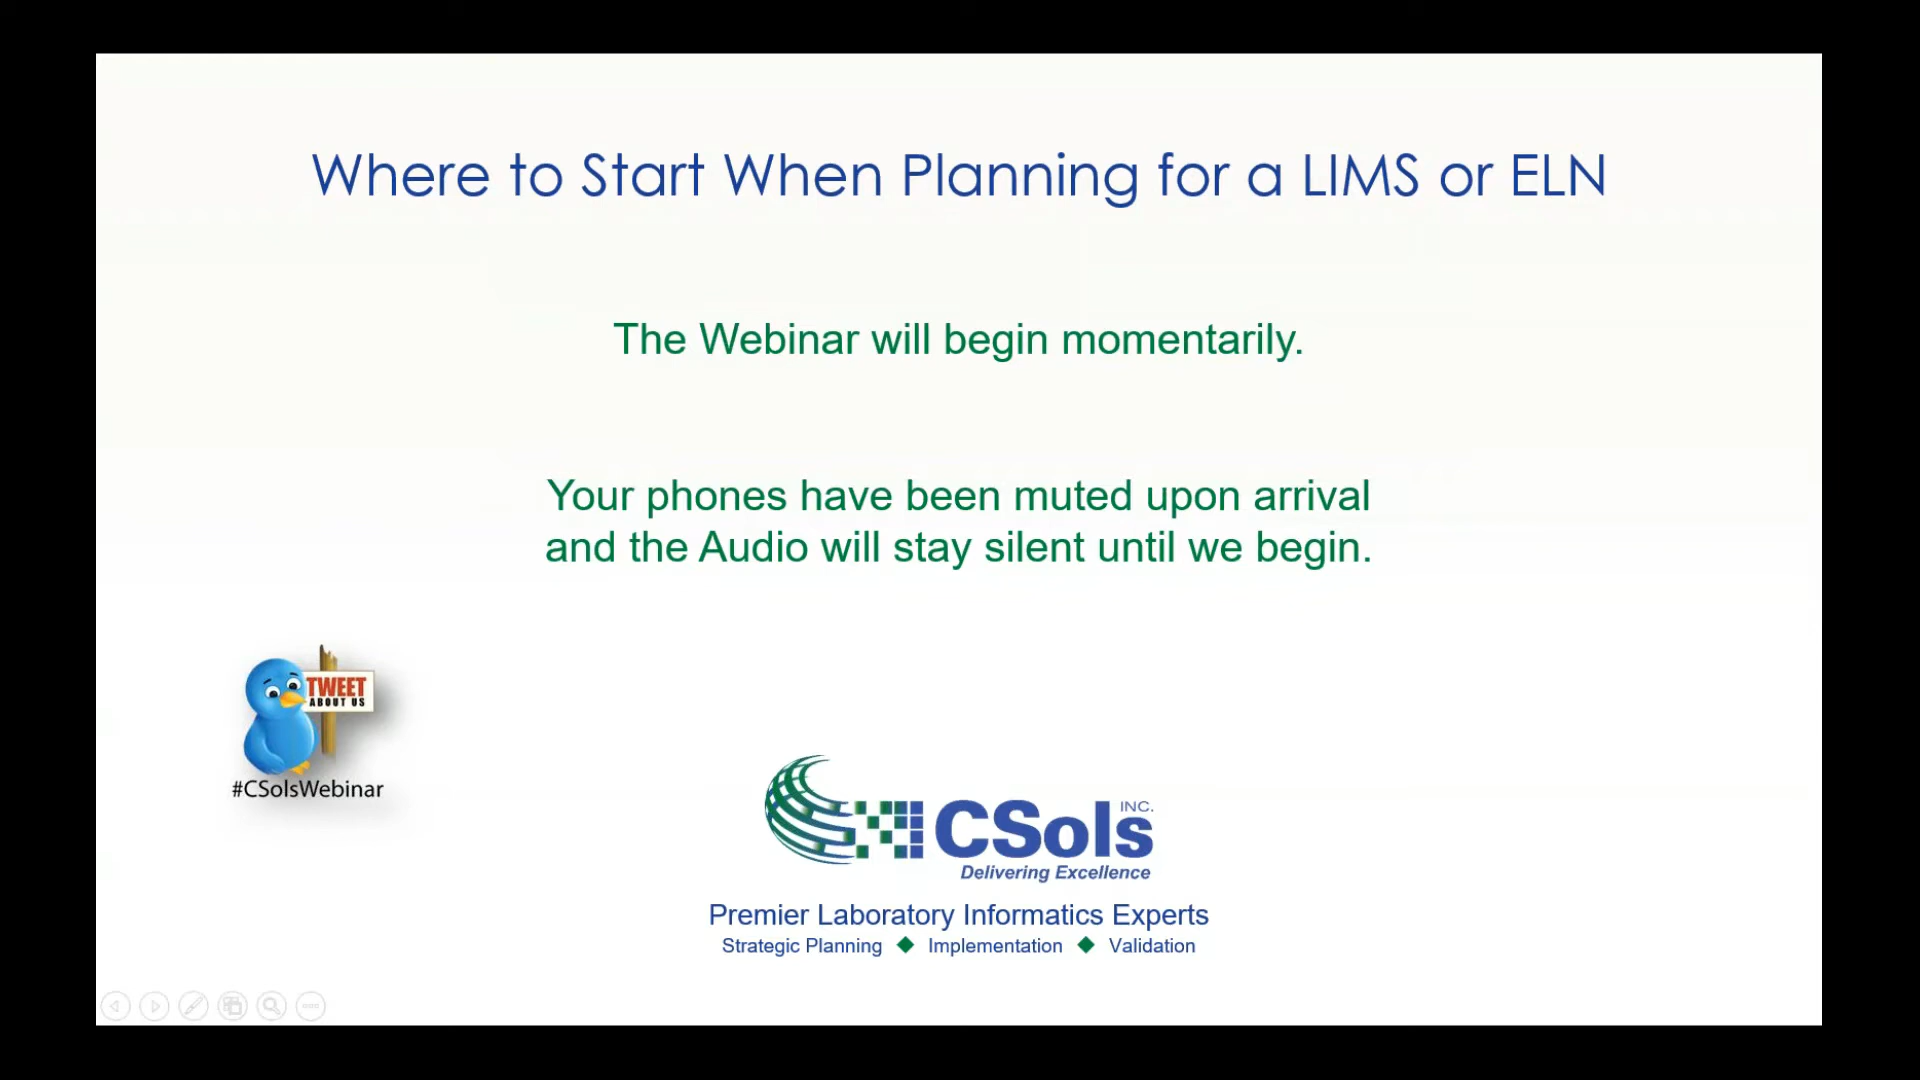 Where to Start When Planning for a LIMS or ELN
The Webinar will begin momentarily.
Your phones have been muted upon arrival
and the Audio will stay silent until we begin.
TWEET
ABOUT US
#CSolsWebinar
CSols INC.
Delivering Excellence
Premier Laboratory Informatics Experts
Strategic Planning ◆ Implementation ◆ Validation